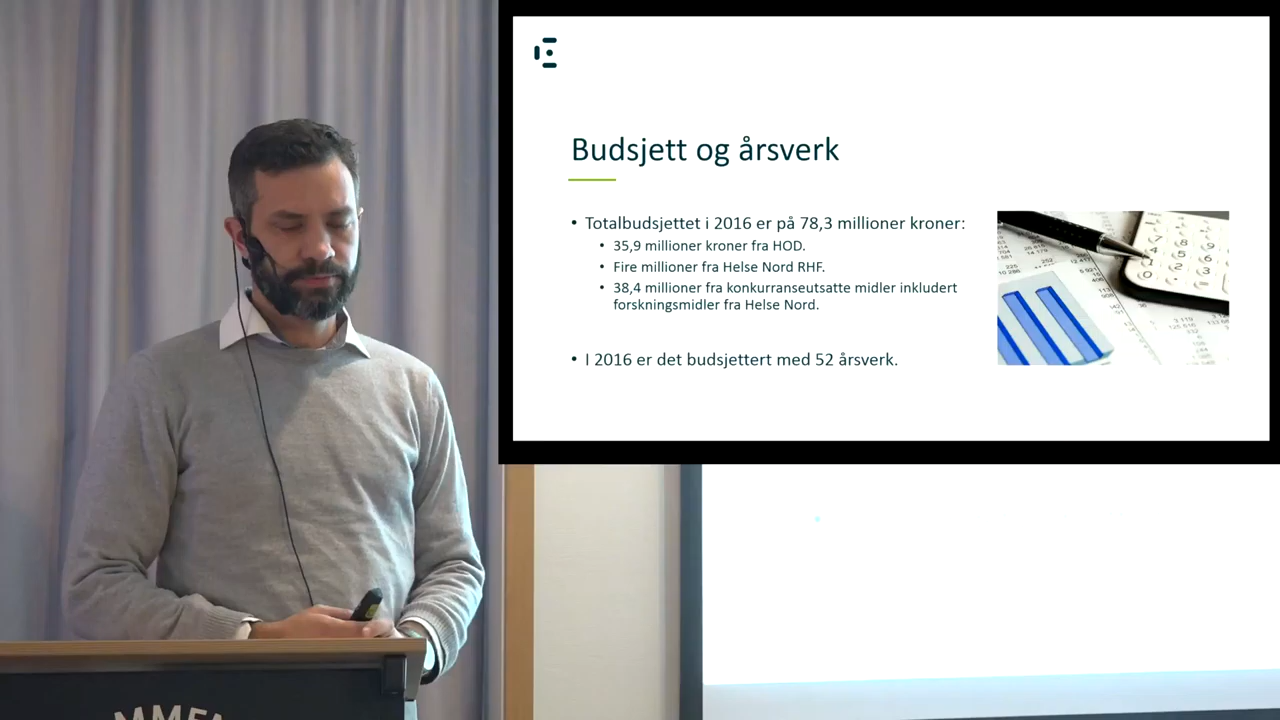 Budsjett og årsverk
• Totalbudsjettet i 2016 er på 78,3 millioner kroner:
• 35,9 millioner kroner fra HOD.
• Fire millioner fra Helse Nord RHF.
• 38,4 millioner fra konkurranseutsatte midler inkludert
forskningsmidler fra Helse Nord.
• I 2016 er det budsjettert med 52 årsverk.